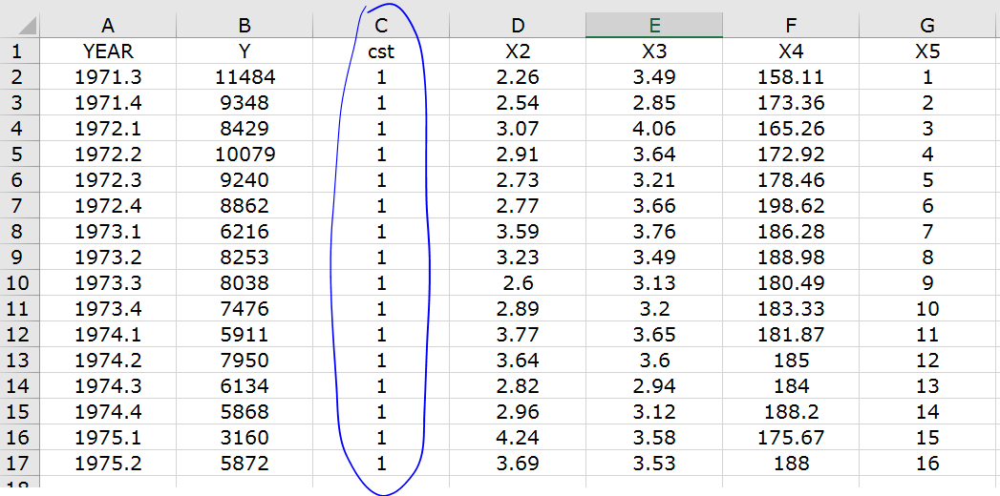 A B C D E F G
1 YEAR Y cst X2 X3 X4 X5
2 1971.3 11484 1 2.26 3.49 158.11 1
3 1971.4 9348 1 2.54 2.85 173.36 2
4 1972.1 8429 1 3.07 4.06 165.26 3
5 1972.2 10079 1 2.91 3.64 172.92 4
6 1972.3 9240 1 2.73 3.21 178.46 5
7 1972.4 8862 1 2.77 3.66 198.62 6
8 1973.1 6216 1 3.59 3.76 186.28 7
9 1973.2 8253 1 3.23 3.49 188.98 8
10 1973.3 8038 1 2.6 3.13 180.49 9
11 1973.4 7476 1 2.89 3.2 183.33 10
12 1974.1 5911 1 3.77 3.65 181.87 11
13 1974.2 7950 1 3.64 3.6 185 12
14 1974.3 6134 1 2.82 2.94 184 13
15 1974.4 5868 1 2.96 3.12 188.2 14
16 1975.1 3160 1 4.24 3.58 175.67 15
17 1975.2 5872 1 3.69 3.53 188 16